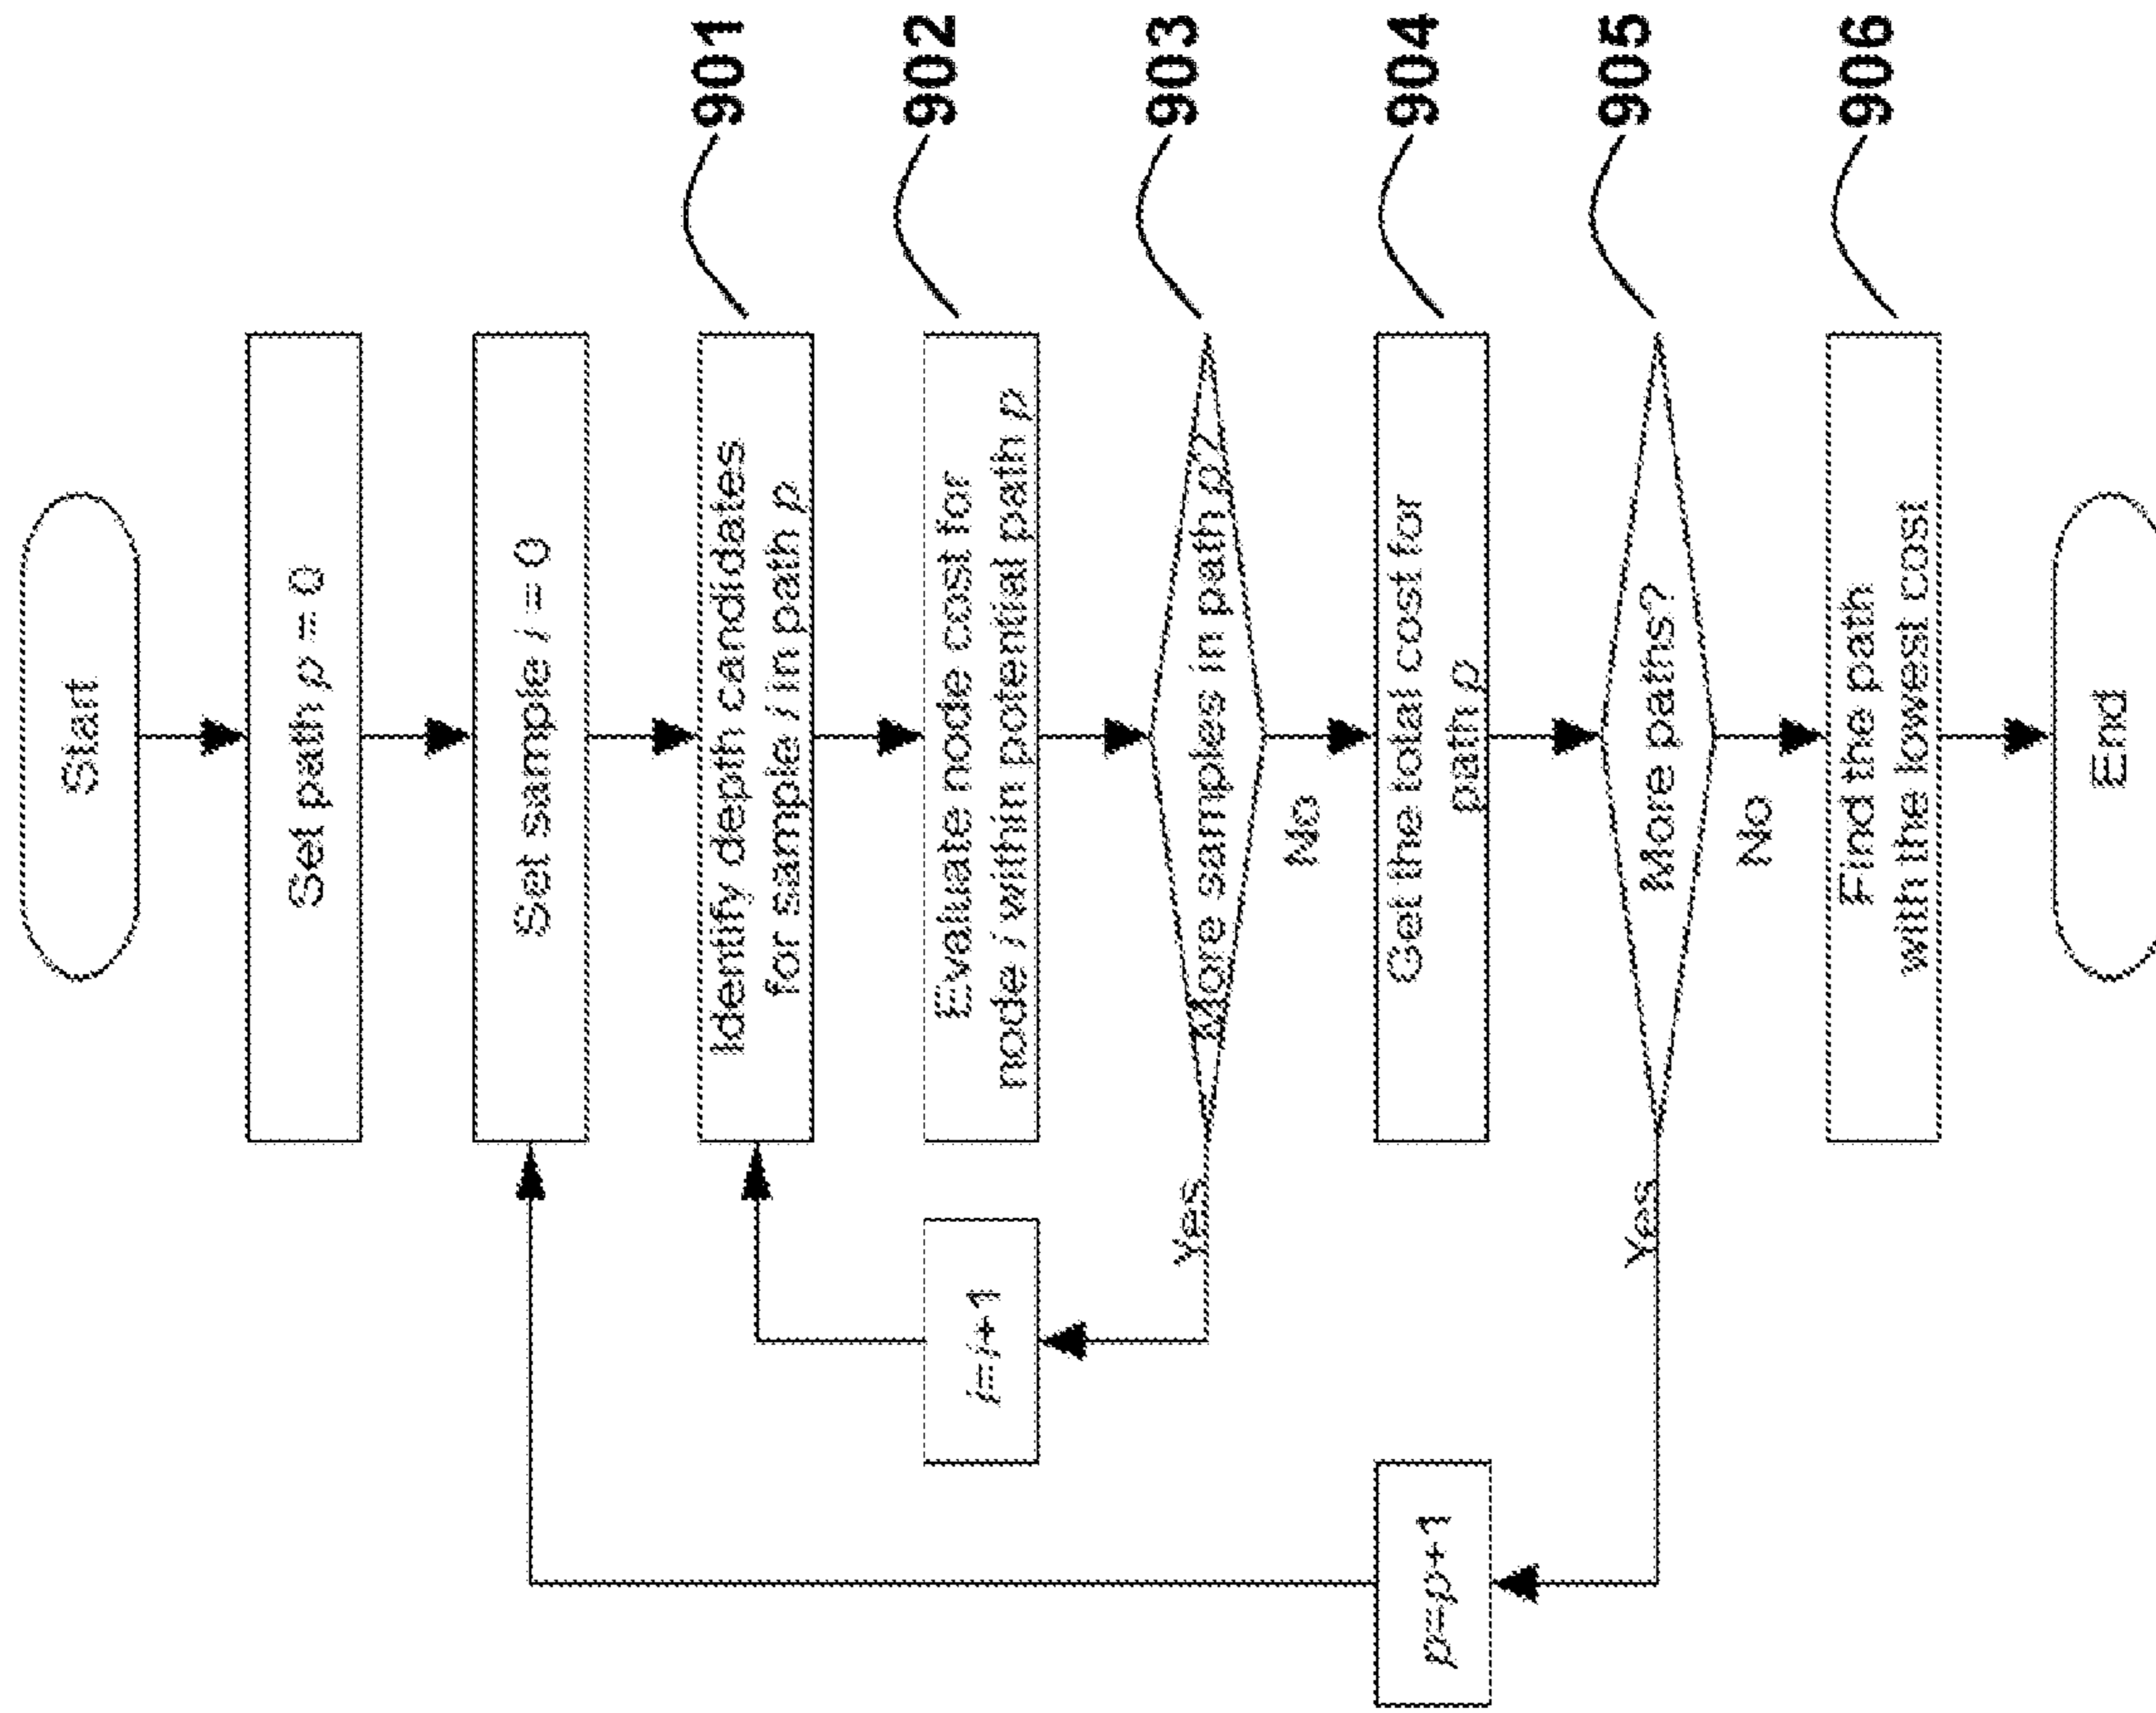 Start
Set path p = 0
Set sample i = 0
Identify depth candidates
for sample i in path p
901
Evaluate node cost for
node i within potential path p
902
i=i+1
More samples in path p?
903
Yes
No
Get the total cost for
path p
904
p=p+1
More paths?
905
Yes
No
Find the path
with the lowest cost
906
End